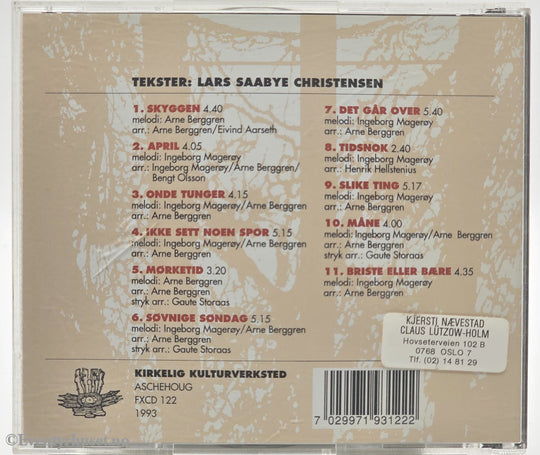 TEKSTER: LARS SAABYE CHRISTENSEN
1. SKYGGEN 4.40
melodi: Arne Berggren
arr.: Arne Berggren/Eivind Aarseth
2. APRIL 4.05
melodi: Ingeborg Magerøy
arr.: Ingeborg Magerøy/Arne Berggren/
Bengt Olsson
3. ONDE TUNGER 4.15
melodi: Ingeborg Magerøy/Arne Berggren
arr.: Arne Berggren
4. IKKE SETT NOEN SPOR 5.15
melodi: Ingeborg Magerøy/Arne Berggren
arr.: Arne Berggren
5. MØRKETID 3.20
melodi: Arne Berggren
arr.: Arne Berggren
stryk arr.: Gaute Storaas
6. SØVNIGE SØNDAG 5.15
melodi: Ingeborg Magerøy/Arne Berggren
arr.: Arne Berggren
stryk arr.: Gaute Storaas
7. DET GÅR OVER 5.40
melodi: Ingeborg Magerøy
arr.: Arne Berggren
8. TIDSNOK 2.40
melodi: Ingeborg Magerøy
arr.: Henrik Hellstenius
9. SLIKE TING 5.17
melodi: Ingeborg Magerøy
arr.: Arne Berggren
10. MÅNE 4.00
melodi: Ingeborg Magerøy/Arne Berggren
arr.: Arne Berggren
stryk arr.: Gaute Storaas
11. BRISTE ELLER BÆRE 4.35
melodi: Ingeborg Magerøy
arr.: Arne Berggren
KJERSTI NÆVESTAD
CLAUS LÜTZOW-HOLM
Havseterveien 102 B
0768 OSLO 7
Tlf. (02) 14 81 29
KIRKELIG KULTURVERKSTED
ASCHEHOUG
FXCD 122
1993
7 029971 931222